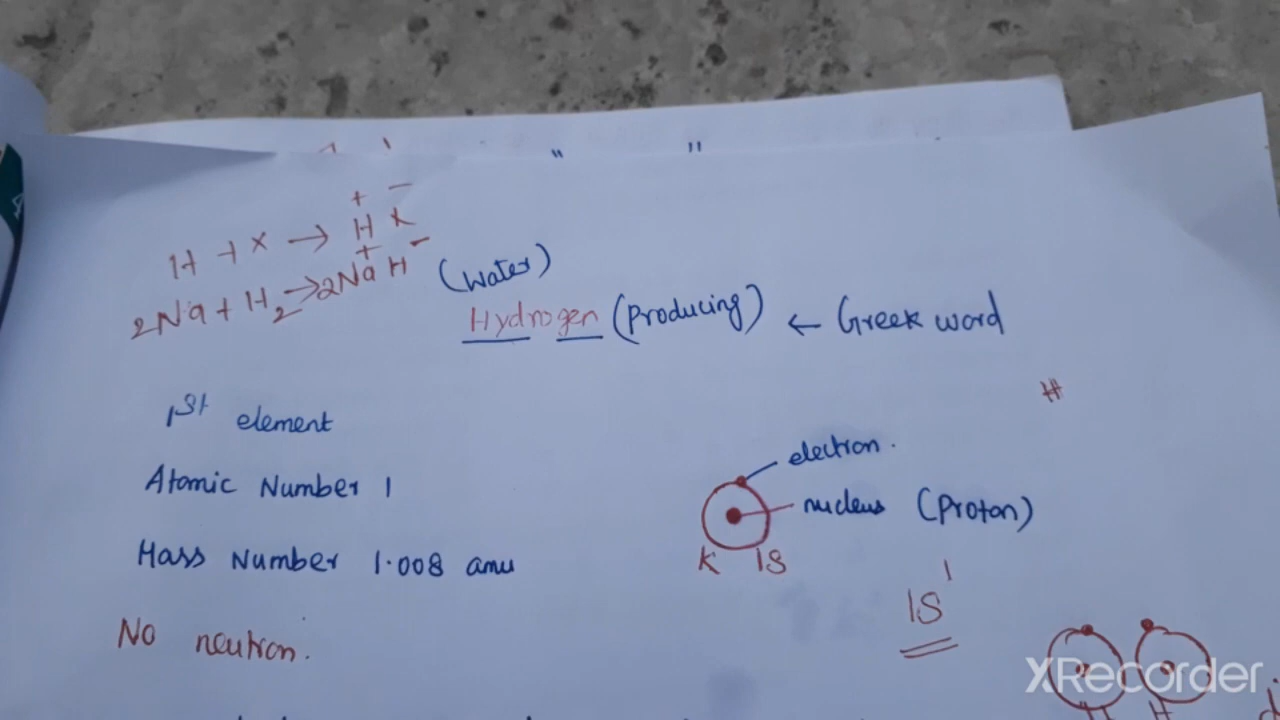 H + X → H⁺ X⁻
2Na + H₂ → 2Na⁺ H⁻
(Water)
Hydrogen (Producing) ← Greek word
1st element
H
electron.
Atomic Number 1
nucleus (Proton)
Mass Number 1.008 amu
K 1S
1S¹
No neutron.
XRecorder
H H